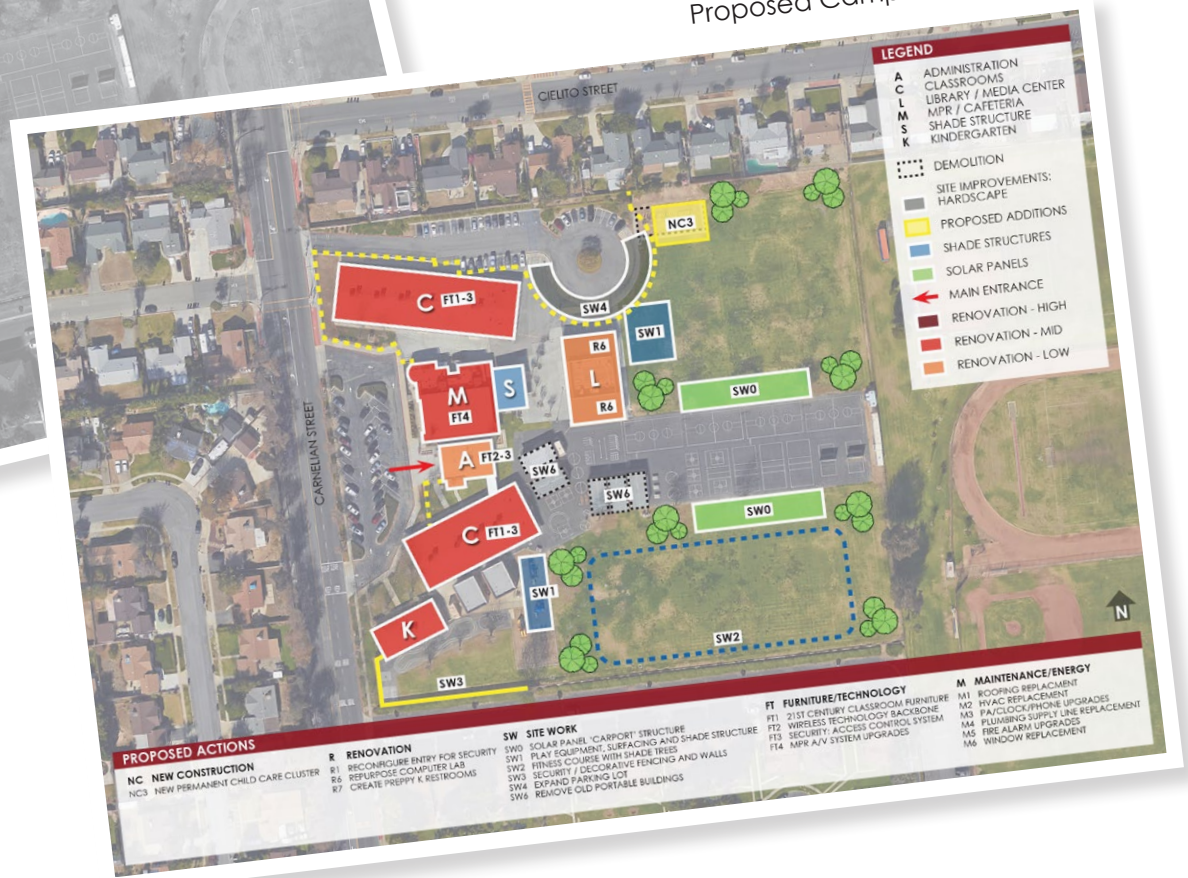 Proposed Camp
CIELITO STREET
LEGEND
A ADMINISTRATION
C CLASSROOMS
L LIBRARY / MEDIA CENTER
M MPR / CAFETERIA
S SHADE STRUCTURE
K KINDERGARTEN
DEMOLITION
SITE IMPROVEMENTS:
HARDSCAPE
PROPOSED ADDITIONS
SHADE STRUCTURES
SOLAR PANELS
MAIN ENTRANCE
RENOVATION - HIGH
RENOVATION - MID
RENOVATION - LOW
NC3
C FT1-3
SW4
SW1
R6
L
R6
M
FT4
S
SW0
A FT2-3
SW6
SW6
SW0
C FT1-3
SW1
K
SW2
SW3
CARNELIAN STREET
N
PROPOSED ACTIONS
NC NEW CONSTRUCTION
NC3 NEW PERMANENT CHILD CARE CLUSTER
R RENOVATION
R1 RECONFIGURE ENTRY FOR SECURITY
R6 REPURPOSE COMPUTER LAB
R7 CREATE PREPPY K RESTROOMS
SW SITE WORK
SW0 SOLAR PANEL "CARPORT" STRUCTURE
SW1 PLAY EQUIPMENT, SURFACING AND SHADE STRUCTURE
SW2 FITNESS COURSE WITH SHADE TREES
SW3 SECURITY / DECORATIVE FENCING AND WALLS
SW4 EXPAND PARKING LOT
SW6 REMOVE OLD PORTABLE BUILDINGS
FT FURNITURE/TECHNOLOGY
FT1 21ST CENTURY CLASSROOM FURNITURE
FT2 WIRELESS TECHNOLOGY BACKBONE
FT3 SECURITY: ACCESS CONTROL SYSTEM
FT4 MPR A/V SYSTEM UPGRADES
M MAINTENANCE/ENERGY
M1 ROOFING REPLACMENT
M2 HVAC REPLACEMENT
M3 PA/CLOCK/PHONE UPGRADES
M4 PLUMBING SUPPLY LINE REPLACEMENT
M5 FIRE ALARM UPGRADES
M6 WINDOW REPLACEMENT